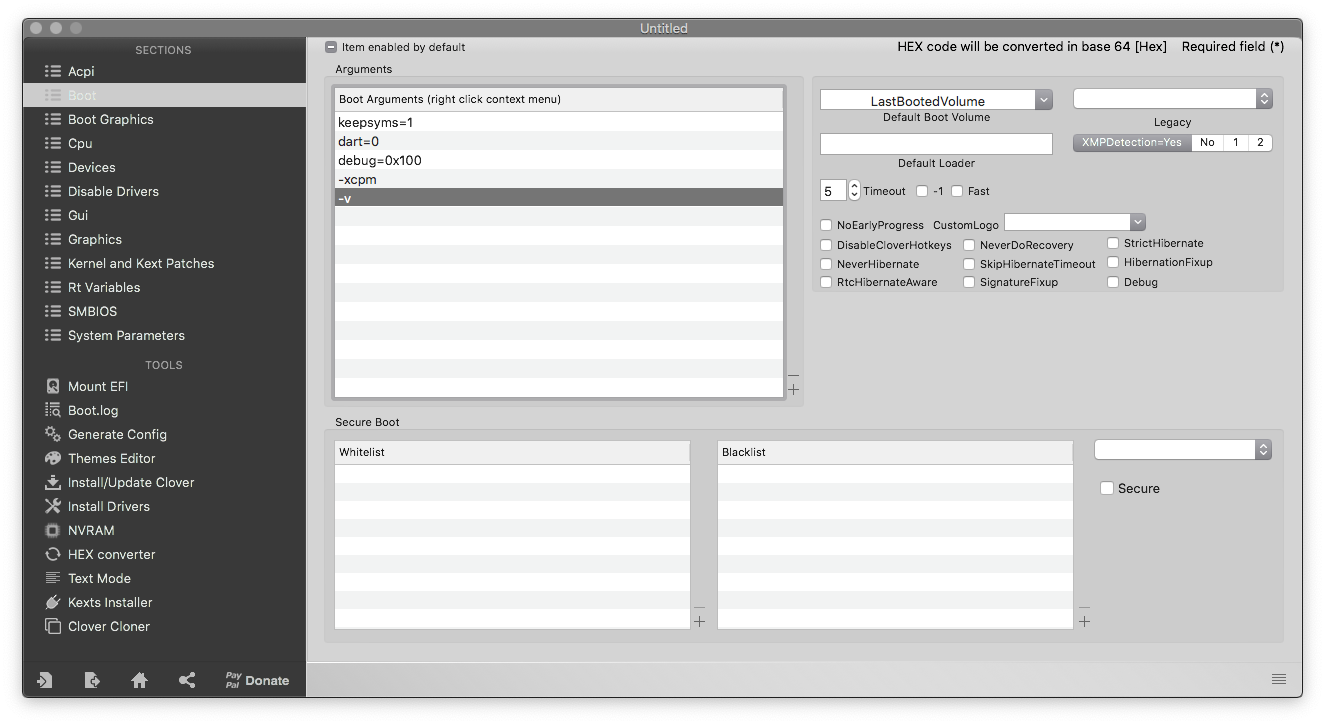 Untitled
SECTIONS
Acpi
Boot
Boot Graphics
Cpu
Devices
Disable Drivers
Gui
Graphics
Kernel and Kext Patches
Rt Variables
SMBIOS
System Parameters
TOOLS
Mount EFI
Boot.log
Generate Config
Themes Editor
Install/Update Clover
Install Drivers
NVRAM
HEX converter
Text Mode
Kexts Installer
Clover Cloner
Pay
Pal
Donate
Item enabled by default
HEX code will be converted in base 64 [Hex] Required field (*)
Arguments
Boot Arguments (right click context menu)
keepsyms=1
dart=0
debug=0x100
-xcpm
-v
LastBootedVolume
Default Boot Volume
Legacy
XMPDetection=Yes No 1 2
Default Loader
5 Timeout -1 Fast
NoEarlyProgress CustomLogo
DisableCloverHotkeys NeverDoRecovery StrictHibernate
NeverHibernate SkipHibernateTimeout HibernationFixup
RtcHibernateAware SignatureFixup Debug
Secure Boot
Whitelist
Blacklist
Secure